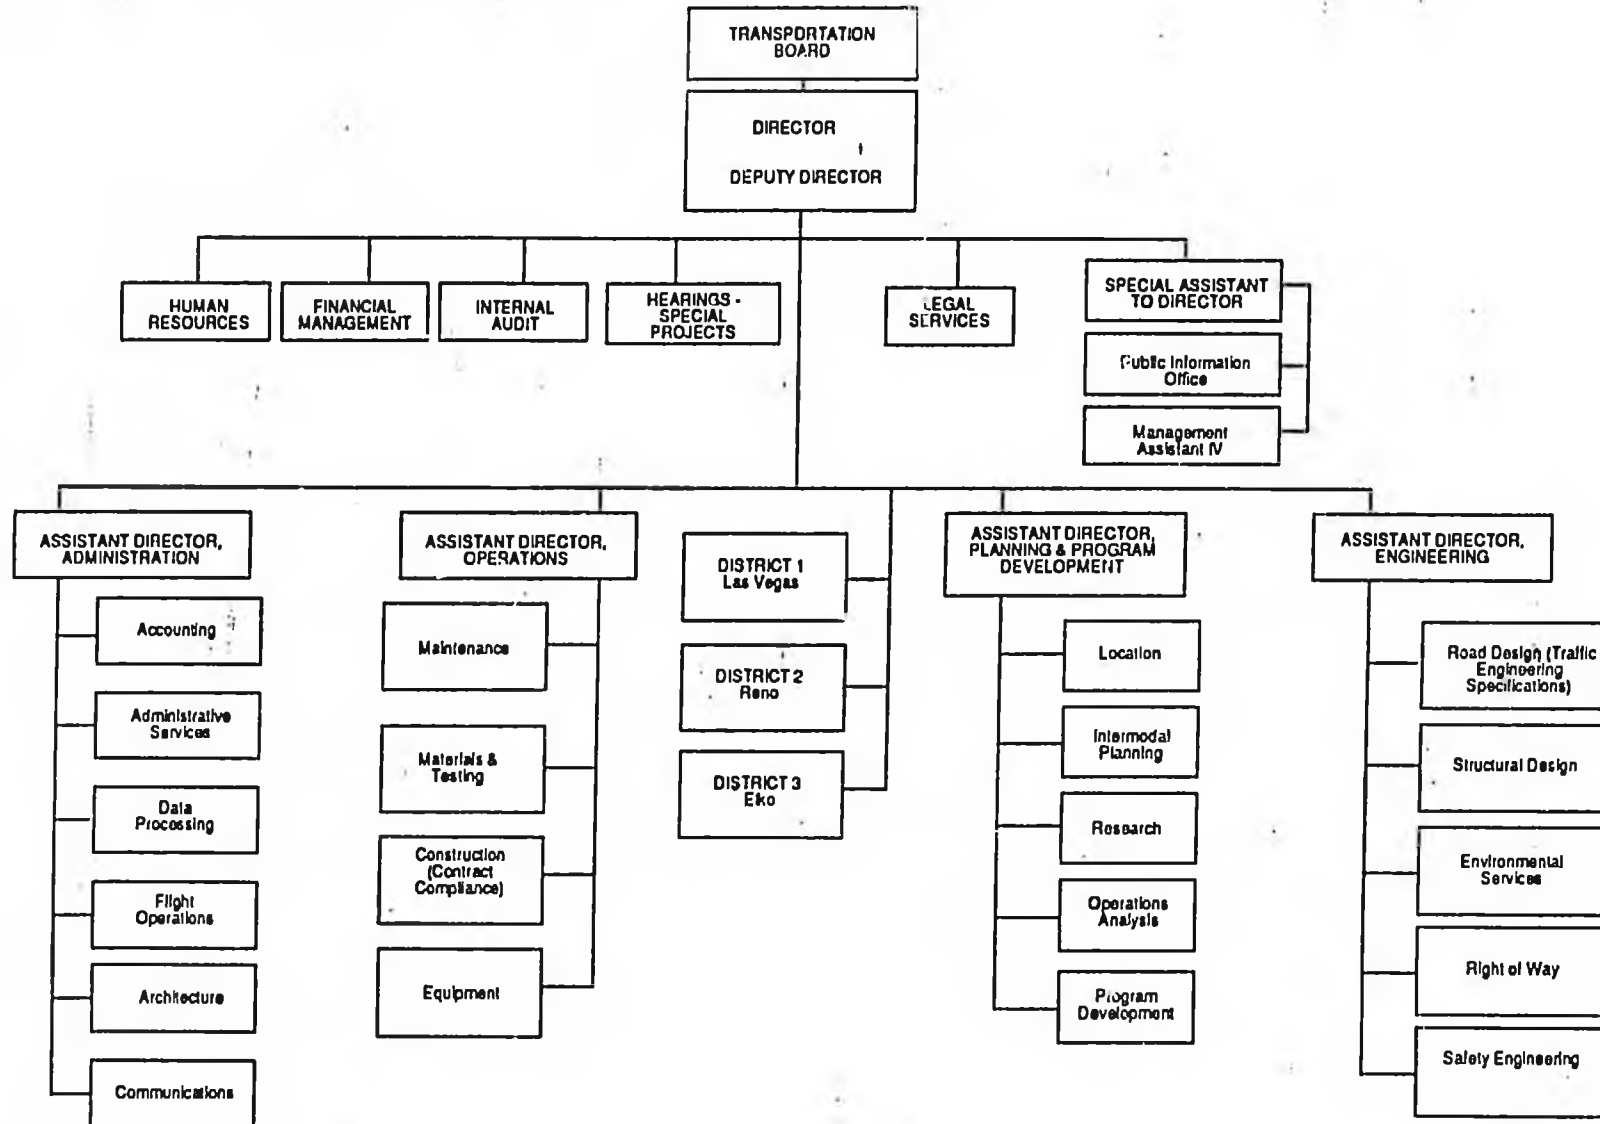 TRANSPORTATION
BOARD
DIRECTOR
DEPUTY DIRECTOR
HUMAN
RESOURCES
FINANCIAL
MANAGEMENT
INTERNAL
AUDIT
HEARINGS -
SPECIAL
PROJECTS
LEGAL
SERVICES
SPECIAL ASSISTANT
TO DIRECTOR
Public Information
Office
Management
Assistant IV
ASSISTANT DIRECTOR,
ADMINISTRATION
Accounting
Administrative
Services
Data
Processing
Flight
Operations
Architecture
Communications
ASSISTANT DIRECTOR,
OPERATIONS
Maintenance
Materials &
Testing
Construction
(Contract
Compliance)
Equipment
DISTRICT 1
Las Vegas
DISTRICT 2
Reno
DISTRICT 3
Elko
ASSISTANT DIRECTOR,
PLANNING & PROGRAM
DEVELOPMENT
Location
Intermodal
Planning
Research
Operations
Analysis
Program
Development
ASSISTANT DIRECTOR,
ENGINEERING
Road Design (Traffic
Engineering
Specifications)
Structural Design
Environmental
Services
Right of Way
Safety Engineering